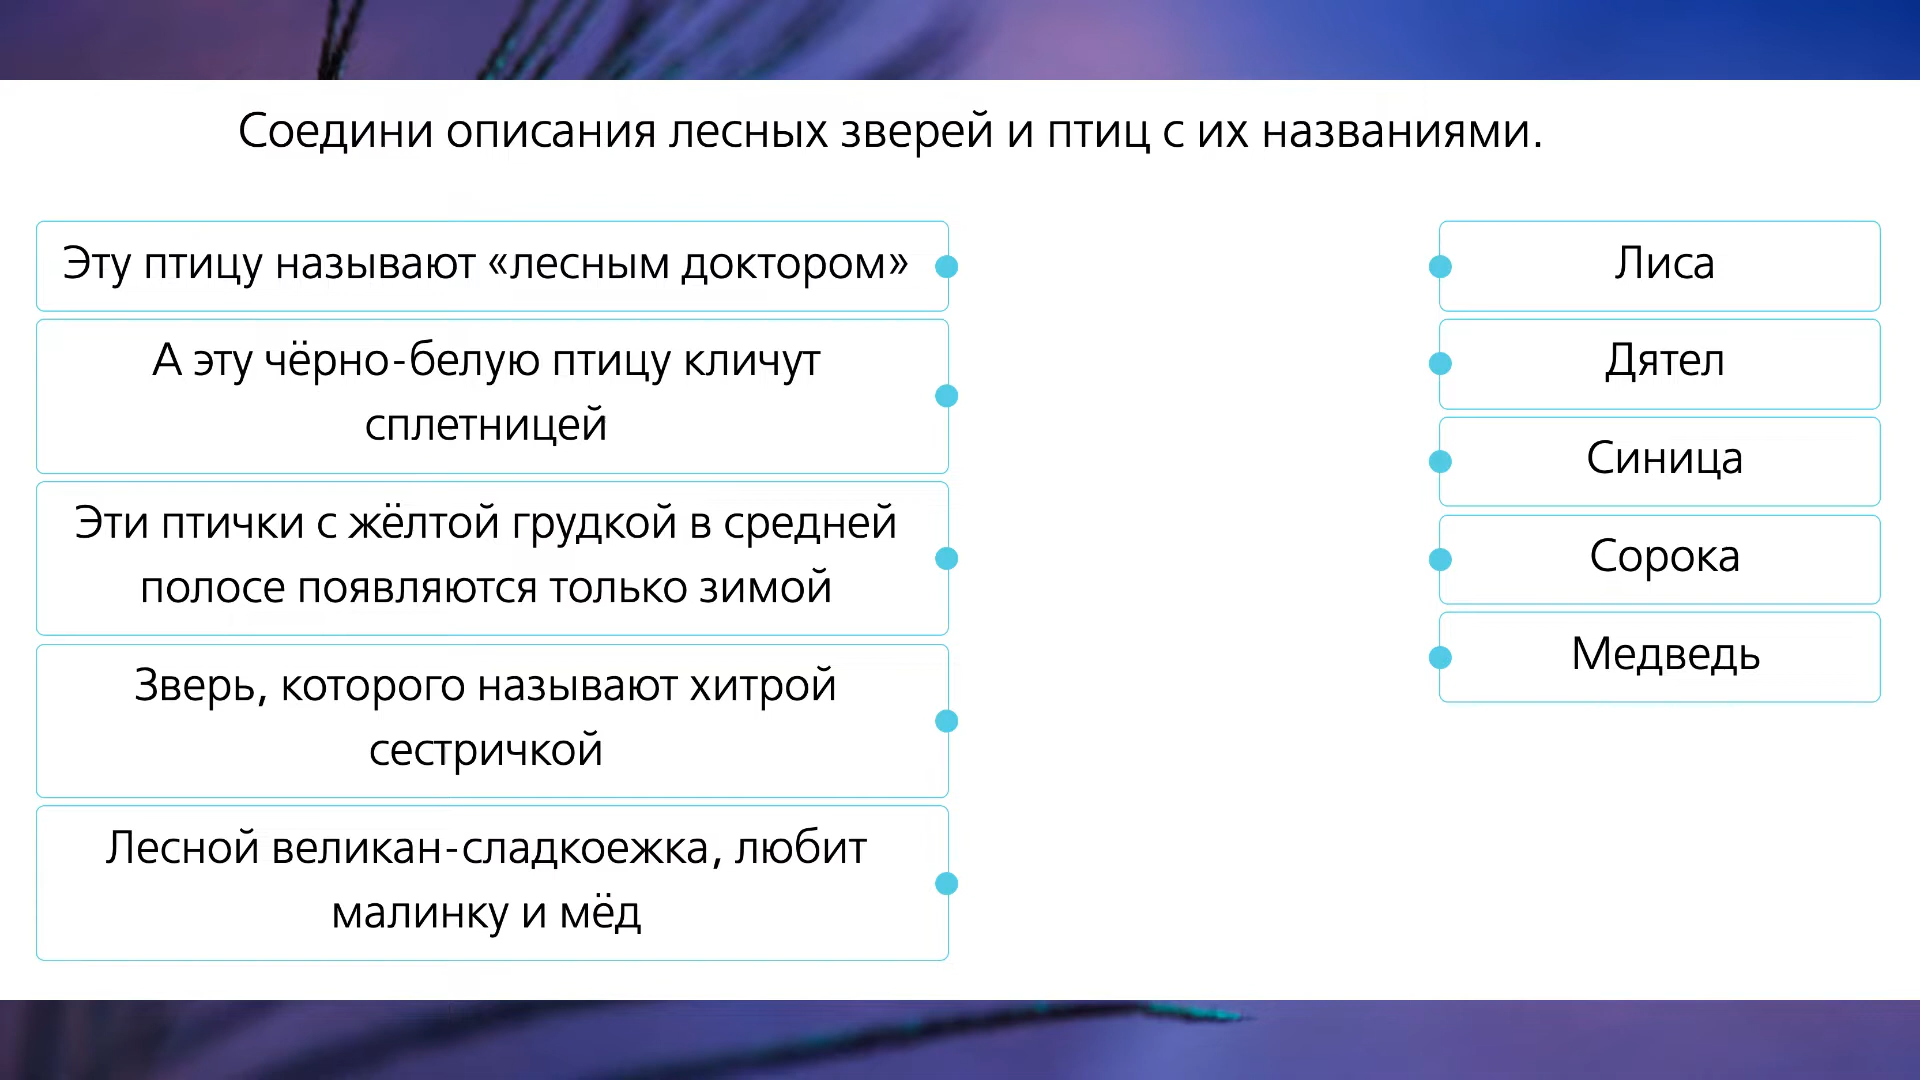 Соедини описания лесных зверей и птиц с их названиями.
Эту птицу называют «лесным доктором»
А эту чёрно-белую птицу кличут
сплетницей
Эти птички с жёлтой грудкой в средней
полосе появляются только зимой
Зверь, которого называют хитрой
сестричкой
Лесной великан-сладкоежка, любит
малинку и мёд
Лиса
Дятел
Синица
Сорока
Медведь